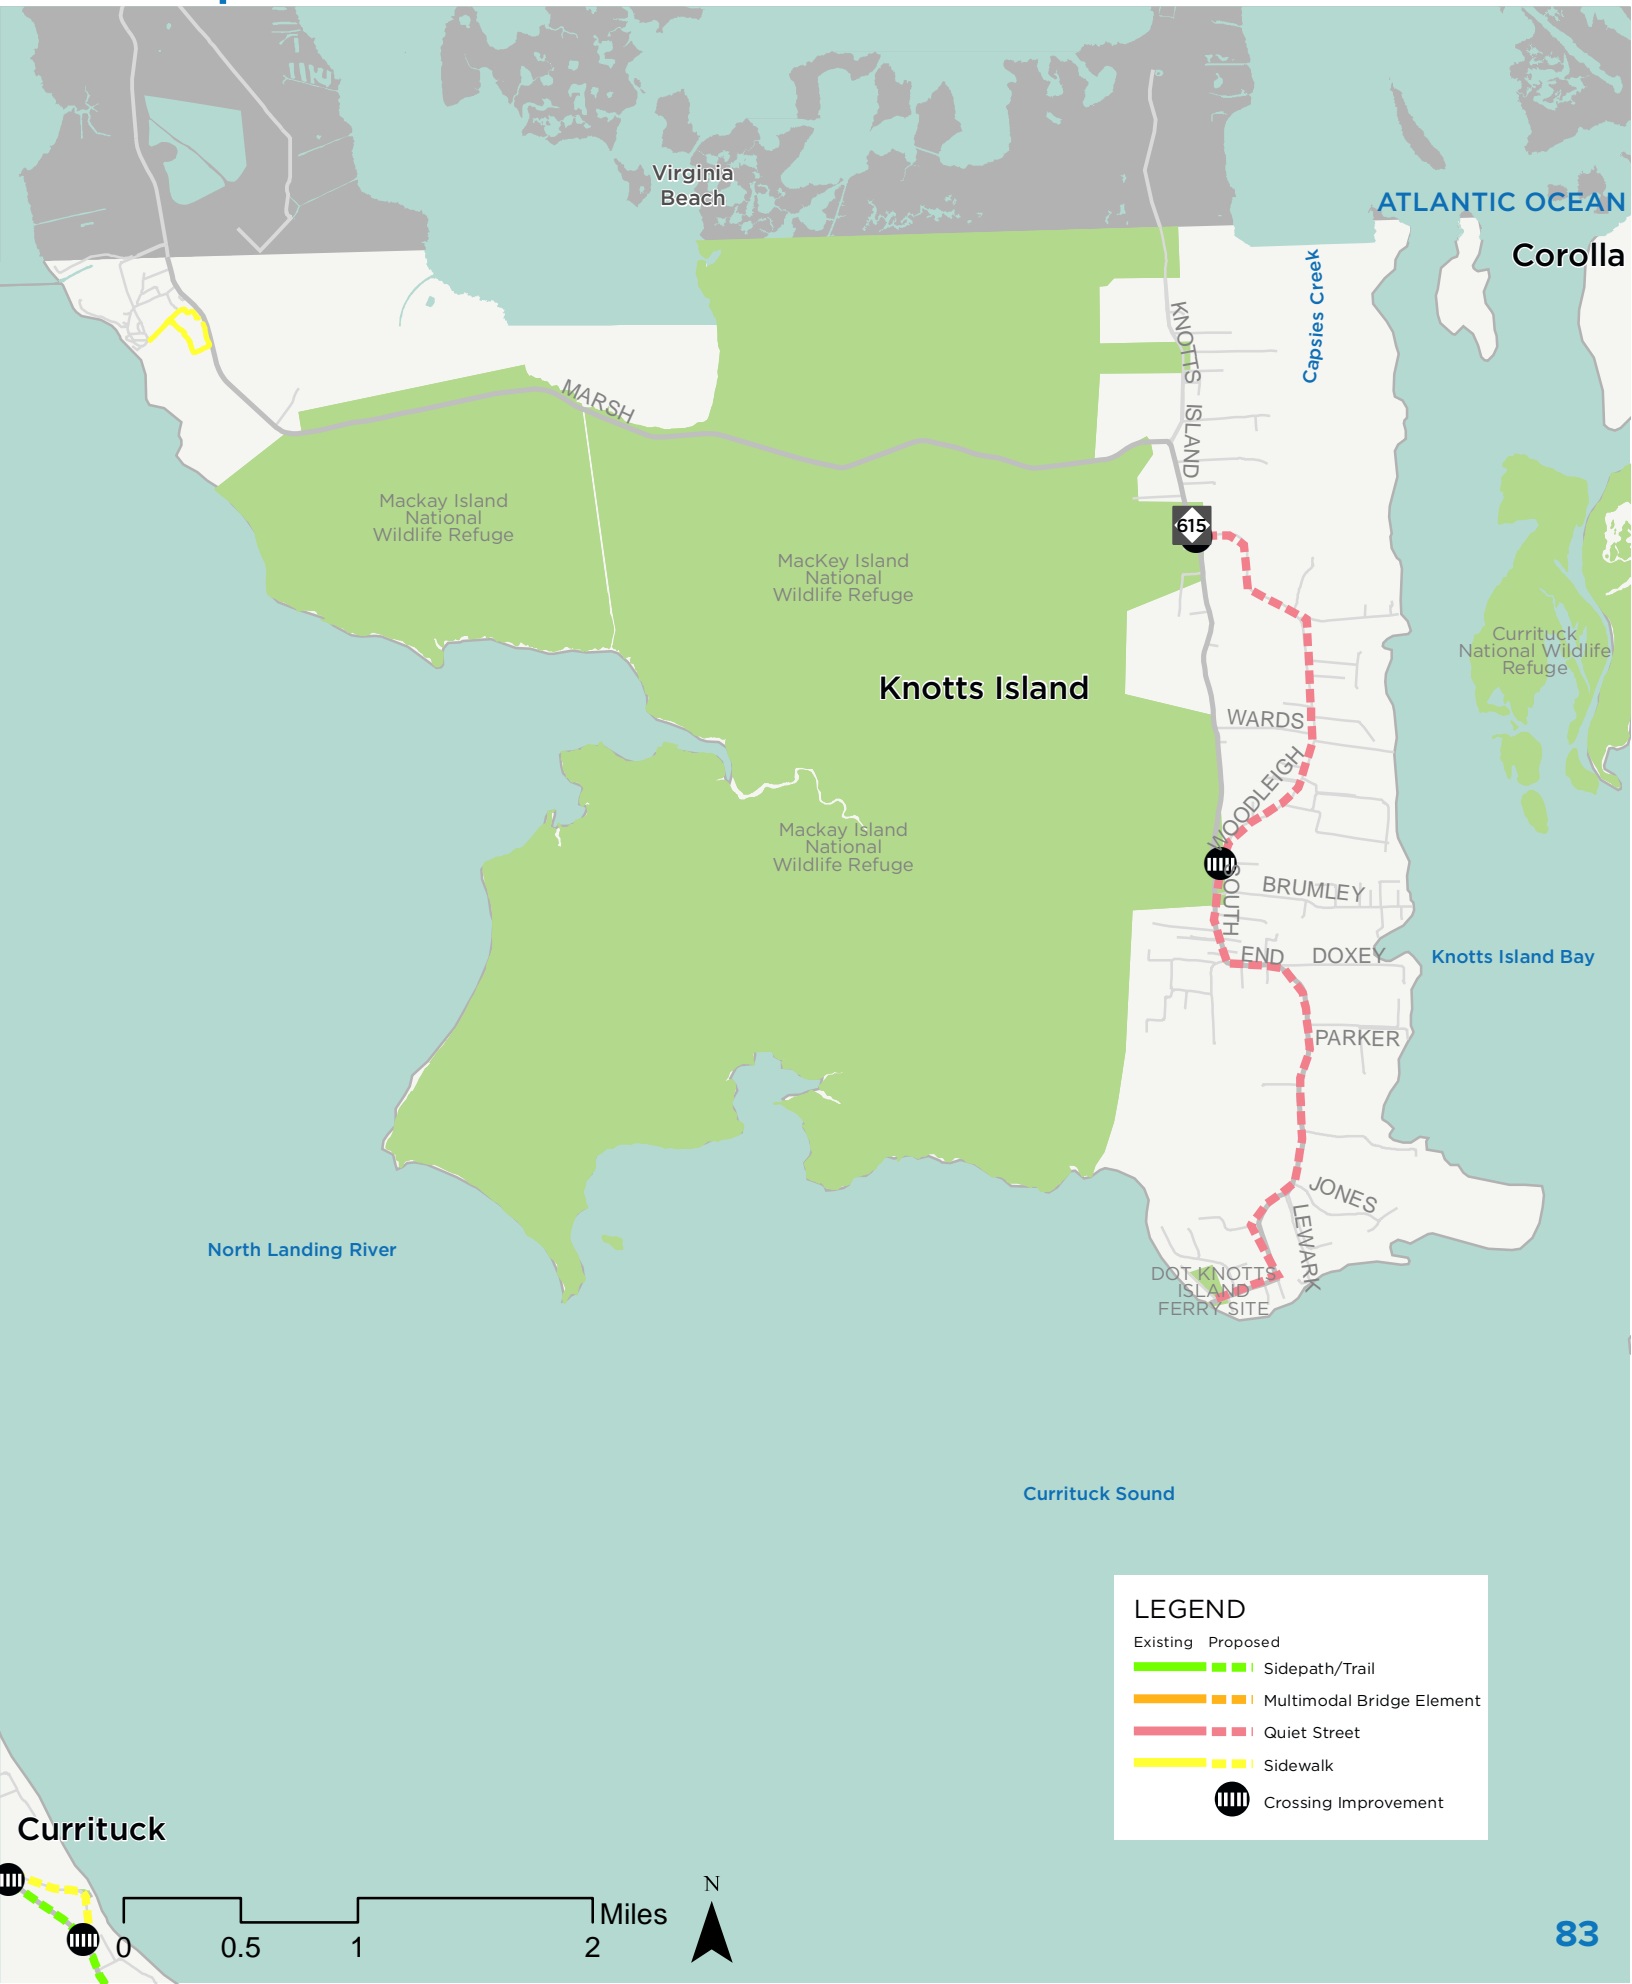 Virginia
Beach
ATLANTIC OCEAN
Corolla
Capsies Creek
KNOTTS ISLAND
MARSH
Mackay Island
National
Wildlife Refuge
615
MacKey Island
National
Wildlife Refuge
Currituck
National Wildlife
Refuge
Knotts Island
WARDS
WOODLEIGH
Mackay Island
National
Wildlife Refuge
SOUTH END
BRUMLEY
DOXEY
Knotts Island Bay
PARKER
JONES
LEWARK
North Landing River
DOT KNOTTS
ISLAND
FERRY SITE
Currituck Sound
LEGEND
Existing Proposed
Sidepath/Trail
Multimodal Bridge Element
Quiet Street
Sidewalk
Crossing Improvement
Currituck
N
Miles
0 0.5 1 2
83